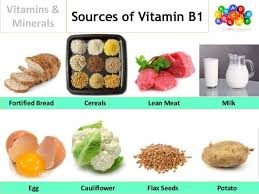 Vitamins &
Minerals
Sources of Vitamin B1
Fortified Bread
Cereals
Lean Meat
Milk
Egg
Cauliflower
Flax Seeds
Potato